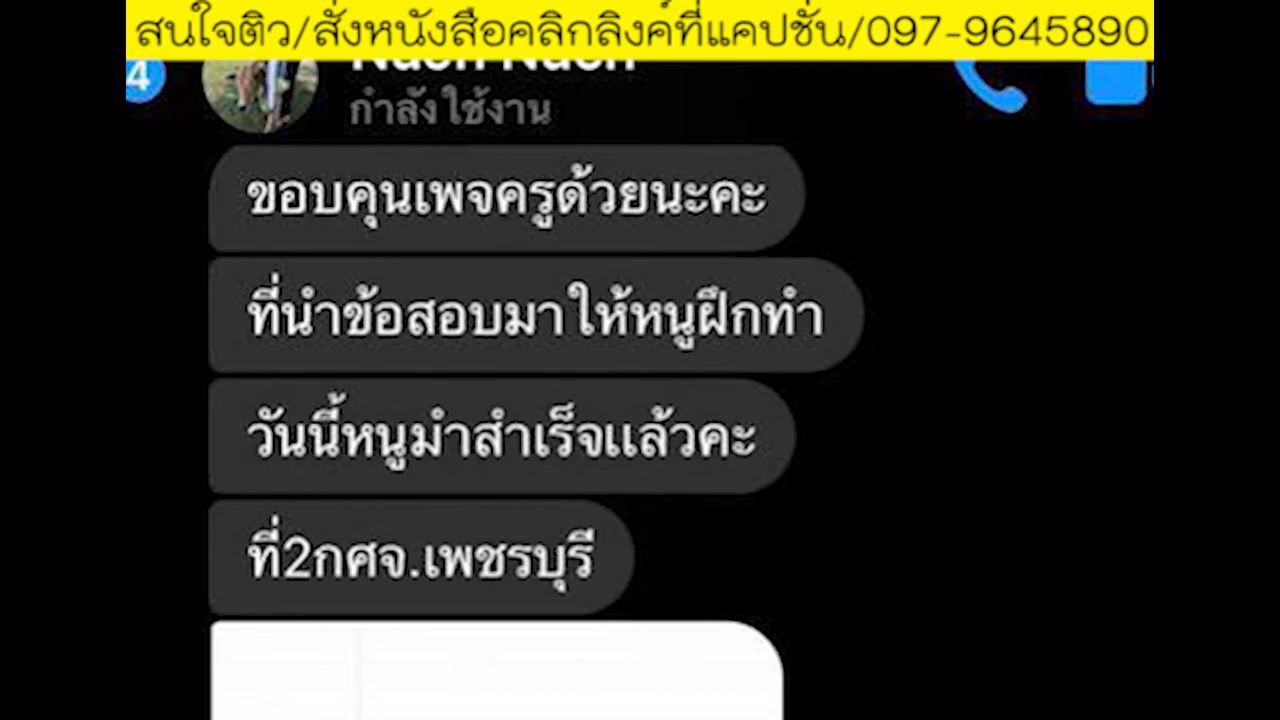 สนใจติว/สั่งหนังสือคลิกลิงค์ที่แคปชั่น/097-9645890
4
กำลังใช้งาน
ขอบคุนเพจครูด้วยนะคะ
ที่นำข้อสอบมาให้หนูฝึกทำ
วันนี้หนูมำสำเร็จแล้วคะ
ที่2กศจ.เพชรบุรี